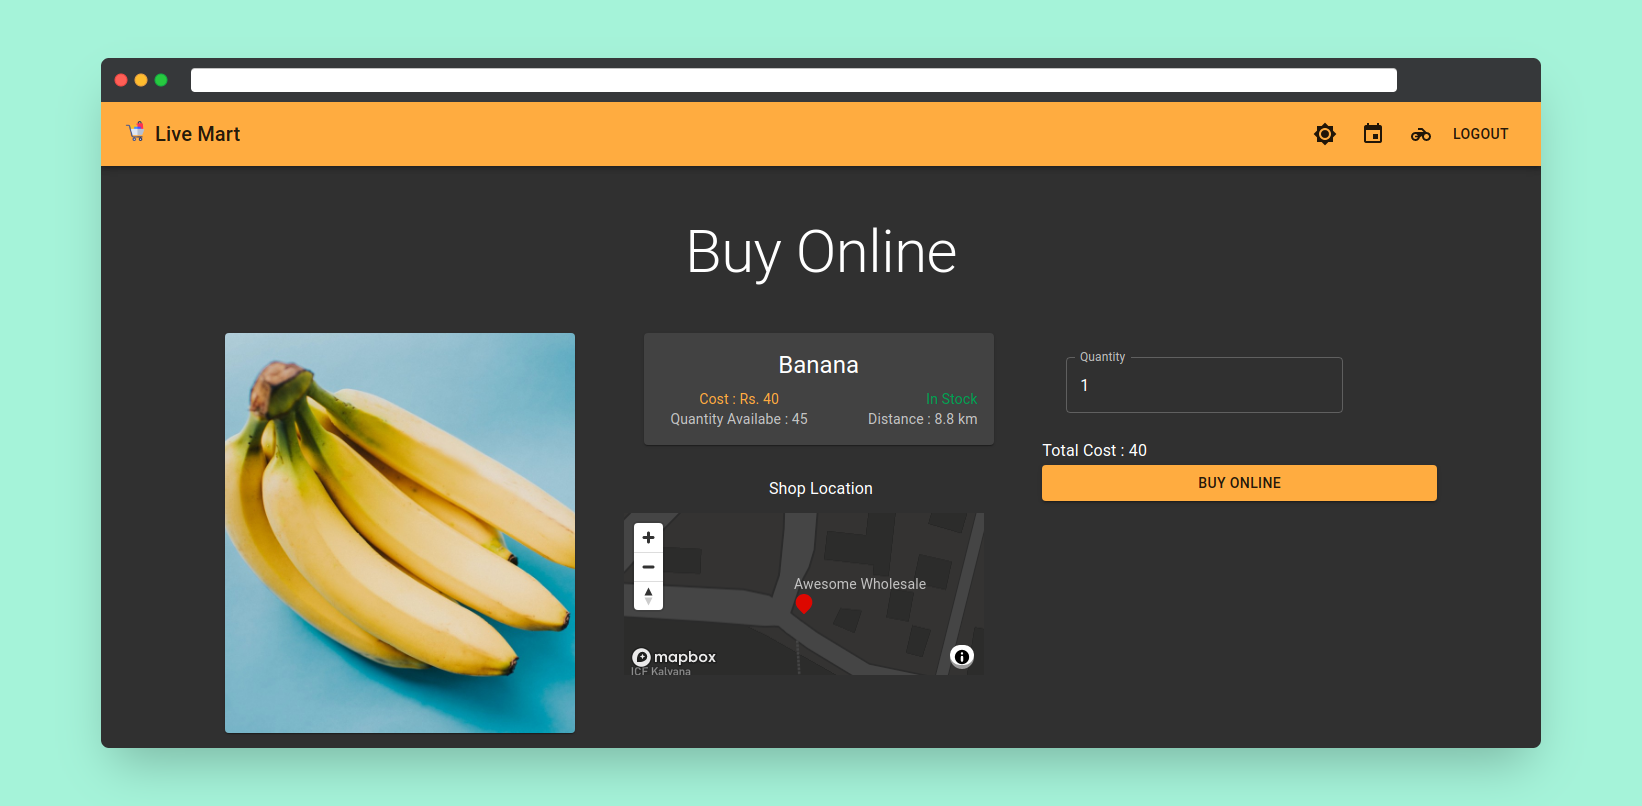 Live Mart
LOGOUT
Buy Online
Banana
Cost : Rs. 40
In Stock
Quantity Availabe : 45
Distance : 8.8 km
Quantity
1
Total Cost : 40
BUY ONLINE
Shop Location
Awesome Wholesale
mapbox
ICF Kalyana